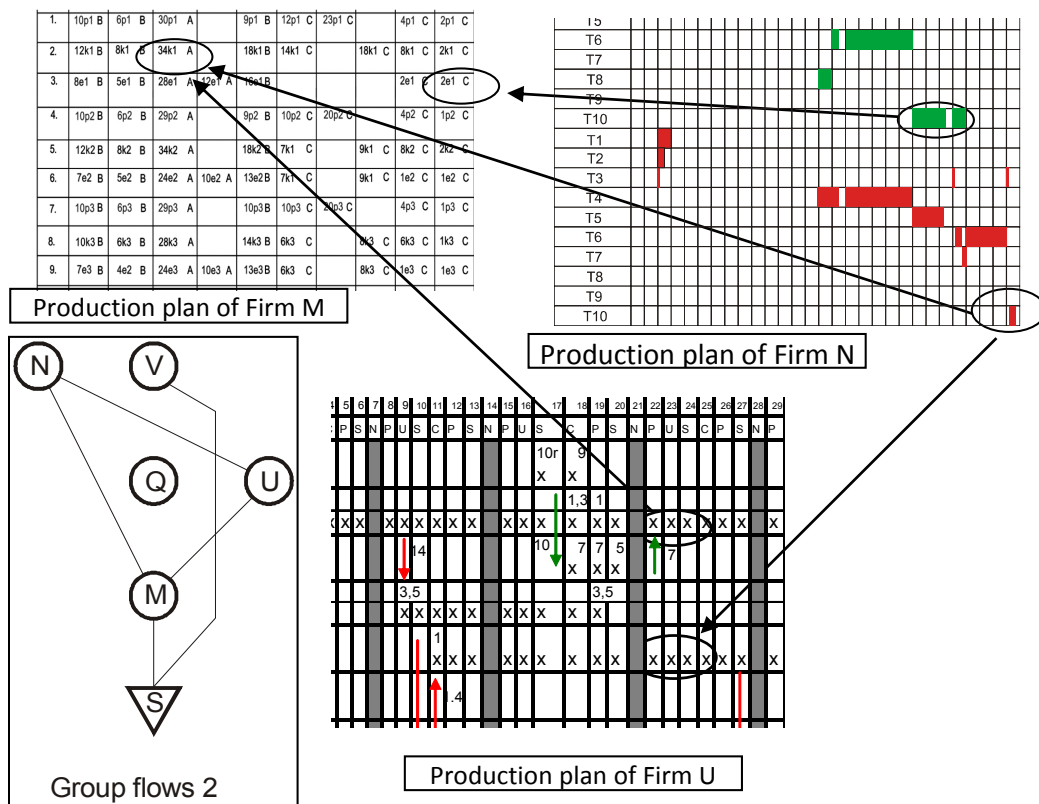 1. 10p1 B 6p1 B 30p1 A 9p1 B 12p1 C 23p1 C 4p1 C 2p1 C
2. 12k1 B 8k1 B 34k1 A 18k1 B 14k1 C 18k1 C 8k1 C 2k1 C
3. 8e1 B 5e1 B 28e1 A 12e1 A 16e1 B 2e1 C 2e1 C
4. 10p2 B 6p2 B 29p2 A 9p2 B 10p2 C 20p2 C 4p2 C 1p2 C
5. 12k2 B 8k2 B 34k2 A 18k2 B 7k1 C 9k1 C 8k2 C 2k2 C
6. 7e2 B 5e2 B 24e2 A 10e2 A 13e2 B 7k1 C 9k1 C 1e2 C 1e2 C
7. 10p3 B 6p3 B 29p3 A 10p3 B 10p3 C 20p3 C 4p3 C 1p3 C
8. 10k3 B 6k3 B 28k3 A 14k3 B 6k3 C 8k3 C 6k3 C 1k3 C
9. 7e3 B 4e2 B 24e3 A 10e3 A 13e3 B 6k3 C 8k3 C 1e3 C 1e3 C
Production plan of Firm M
T5
T6
T7
T8
T9
T10
T1
T2
T3
T4
T5
T6
T7
T8
T9
T10
Production plan of Firm N
N V
Q U
M
S
Group flows 2
4 5 6 7 8 9 10 11 12 13 14 15 16 17 18 19 20 21 22 23 24 25 26 27 28 29
C P S N P U S C P S N P U S C P S N P U S C P S N P
10r 9
x x
1,3 1
x x x x x x x x x x x x x x x x x x x x x x
14 10 7 7 5 7
x x x
3,5 3,5
x x x x x x x x x x
1
x x x x x x x x x x x x x x x x
1.4
Production plan of Firm U